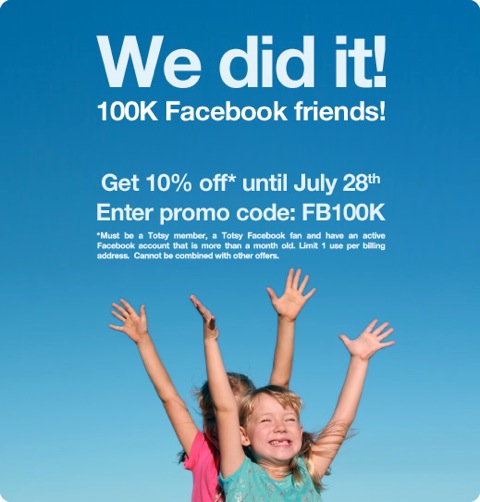 We did it!
100K Facebook friends!
Get 10% off* until July 28th
Enter promo code: FB100K
*Must be a Totsy member, a Totsy Facebook fan and have an active
Facebook account that is more than a month old. Limit 1 use per billing
address. Cannot be combined with other offers.